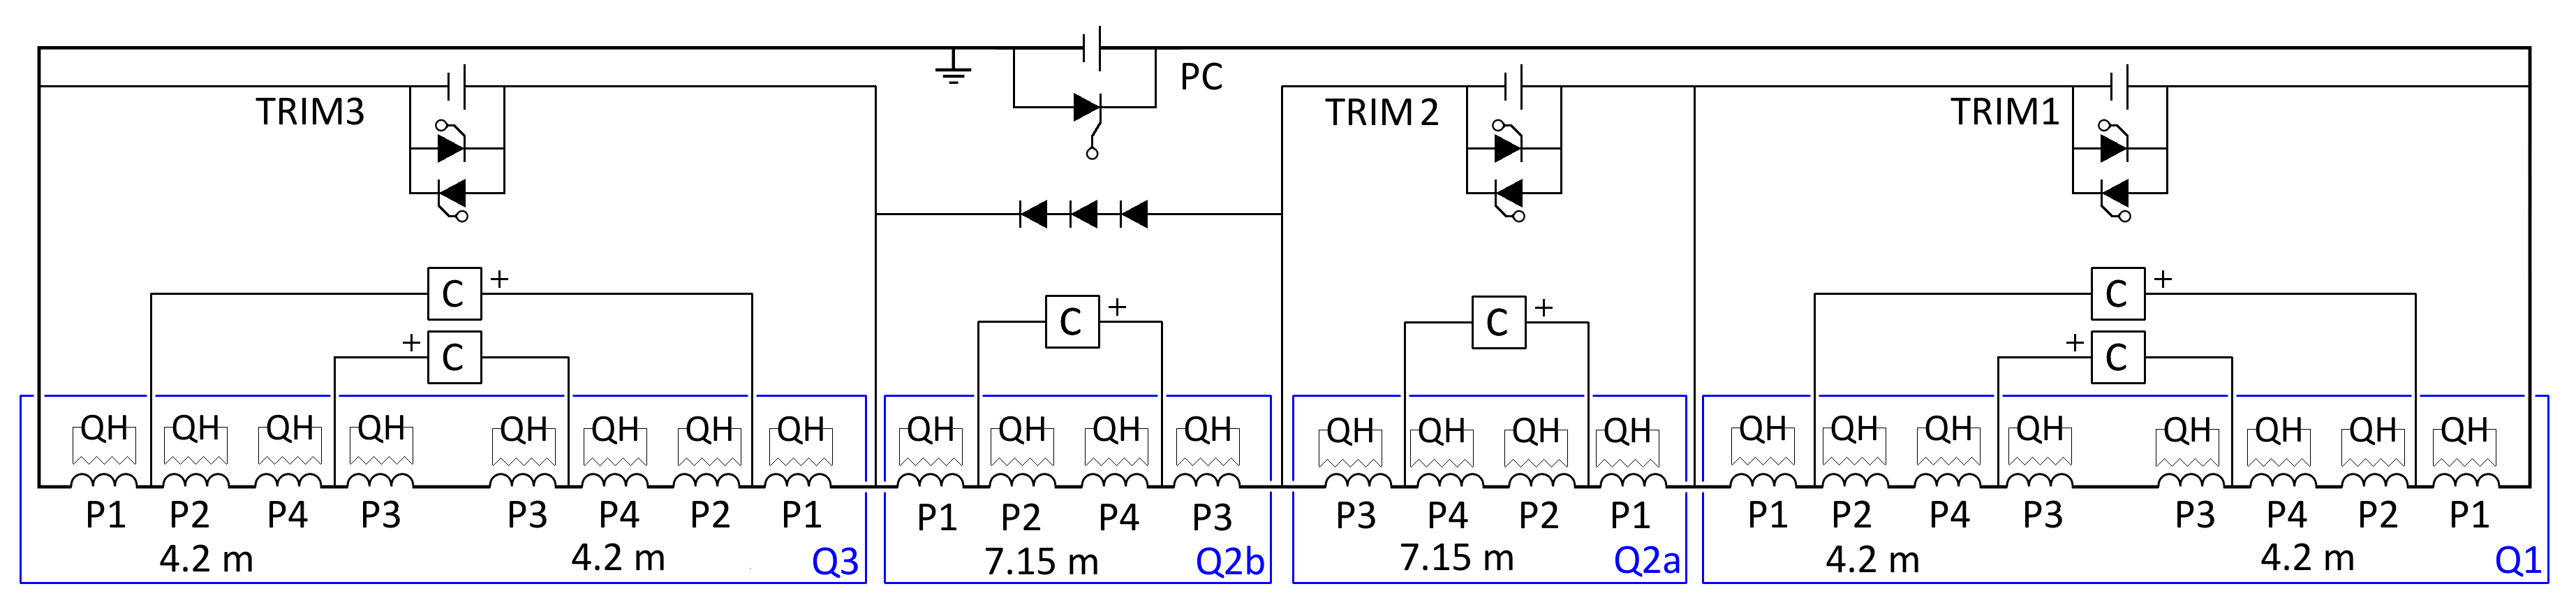 PC
TRIM3 TRIM 2 TRIM1
C + C +
+ C C + C + + C
QH QH QH QH QH QH QH QH QH QH QH QH QH QH QH QH QH QH QH QH QH QH QH QH
P1 P2 P4 P3 P3 P4 P2 P1 P1 P2 P4 P3 P3 P4 P2 P1 P1 P2 P4 P3 P3 P4 P2 P1
4.2 m 4.2 m Q3 7.15 m Q2b 7.15 m Q2a 4.2 m 4.2 m Q1